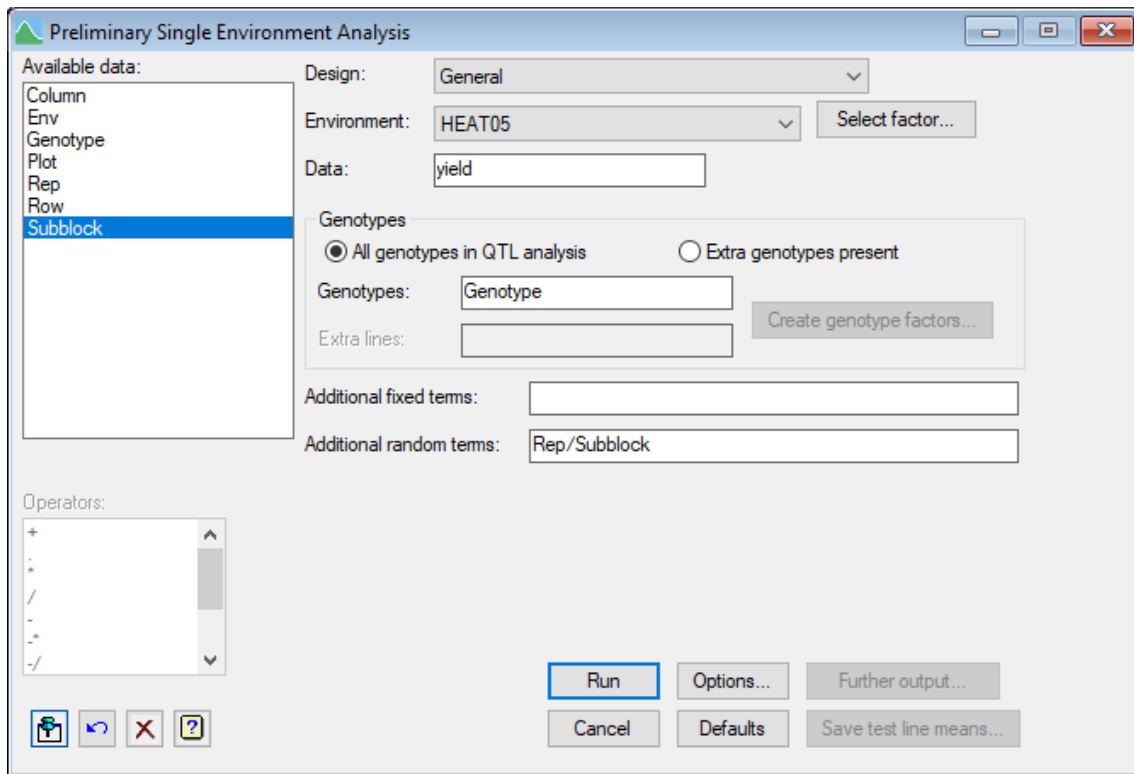 Preliminary Single Environment Analysis
Available data:
Column
Env
Genotype
Plot
Rep
Row
Subblock
Design: General
Environment: HEAT05 Select factor...
Data: yield
Genotypes
All genotypes in QTL analysis Extra genotypes present
Genotypes: Genotype
Create genotype factors...
Extra lines:
Additional fixed terms:
Additional random terms: Rep/Subblock
Operators:
+
.
*
/
-
-*
-/
Run Options... Further output...
Cancel Defaults Save test line means...
?